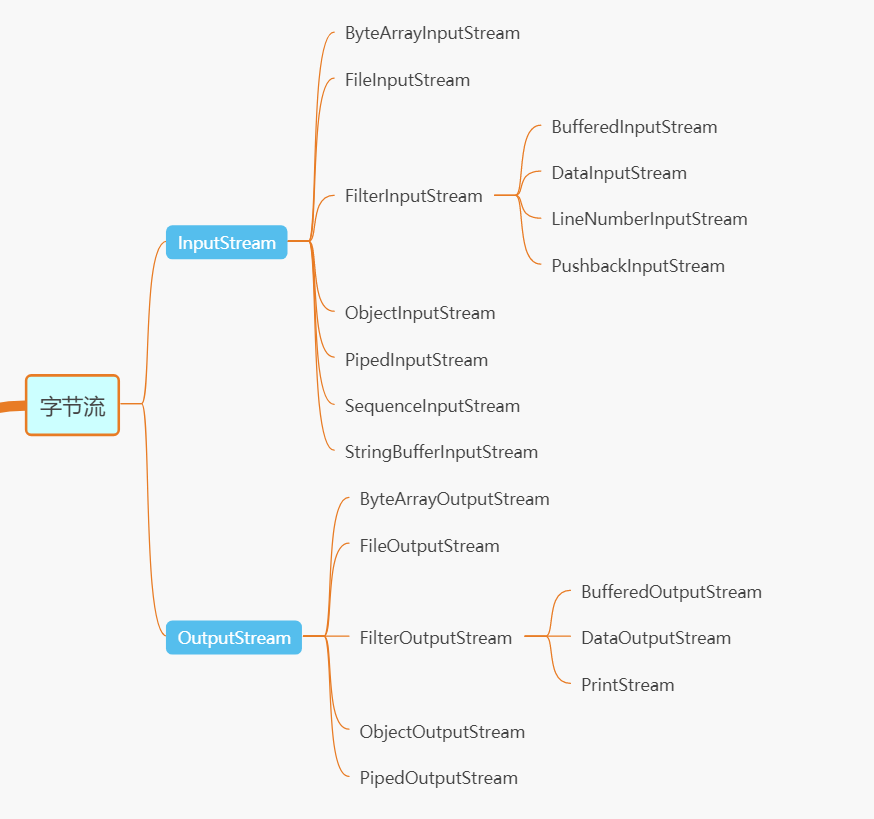 字节流
InputStream
ByteArrayInputStream
FileInputStream
FilterInputStream
BufferedInputStream
DataInputStream
LineNumberInputStream
PushbackInputStream
ObjectInputStream
PipedInputStream
SequenceInputStream
StringBufferInputStream
OutputStream
ByteArrayOutputStream
FileOutputStream
FilterOutputStream
BufferedOutputStream
DataOutputStream
PrintStream
ObjectOutputStream
PipedOutputStream